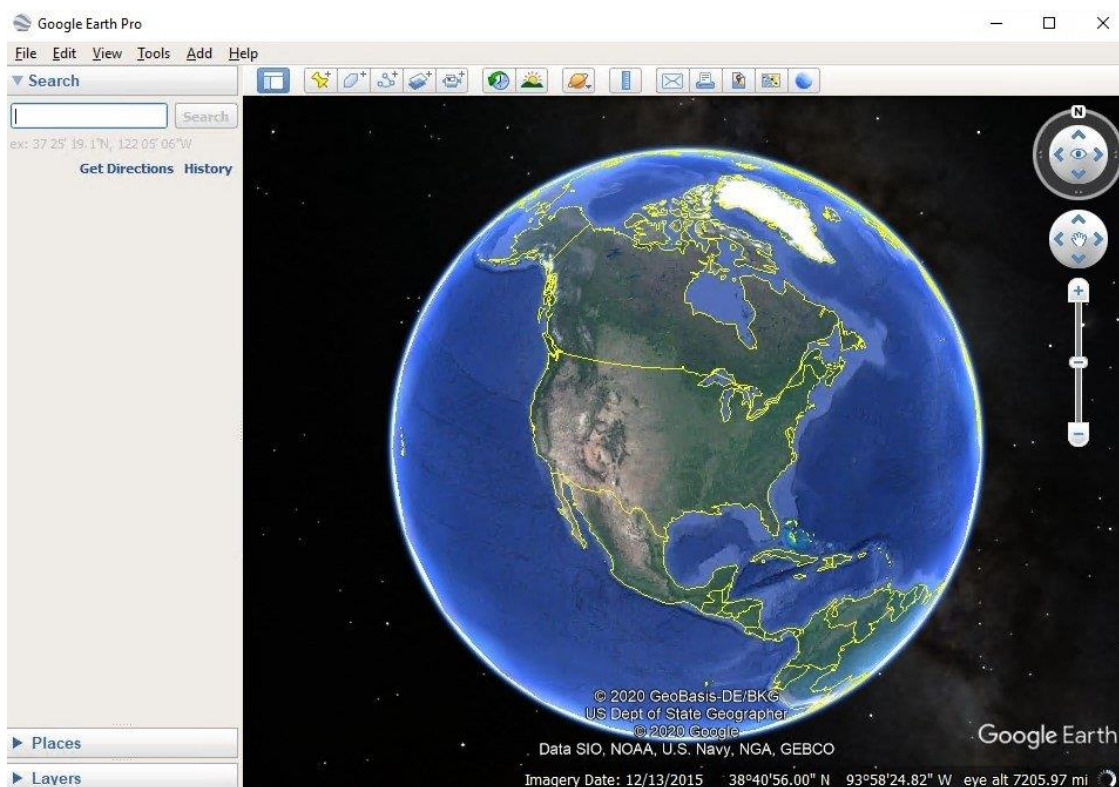 Google Earth Pro
File Edit View Tools Add Help
Search
Search
ex: 37 25' 19.1"N, 122 05' 06"W
Get Directions History
N
© 2020 GeoBasis-DE/BKG
US Dept of State Geographer
© 2020 Google
Data SIO, NOAA, U.S. Navy, NGA, GEBCO
Google Earth
Places
Layers
Imagery Date: 12/13/2015 38°40'56.00" N 93°58'24.82" W eye alt 7205.97 mi